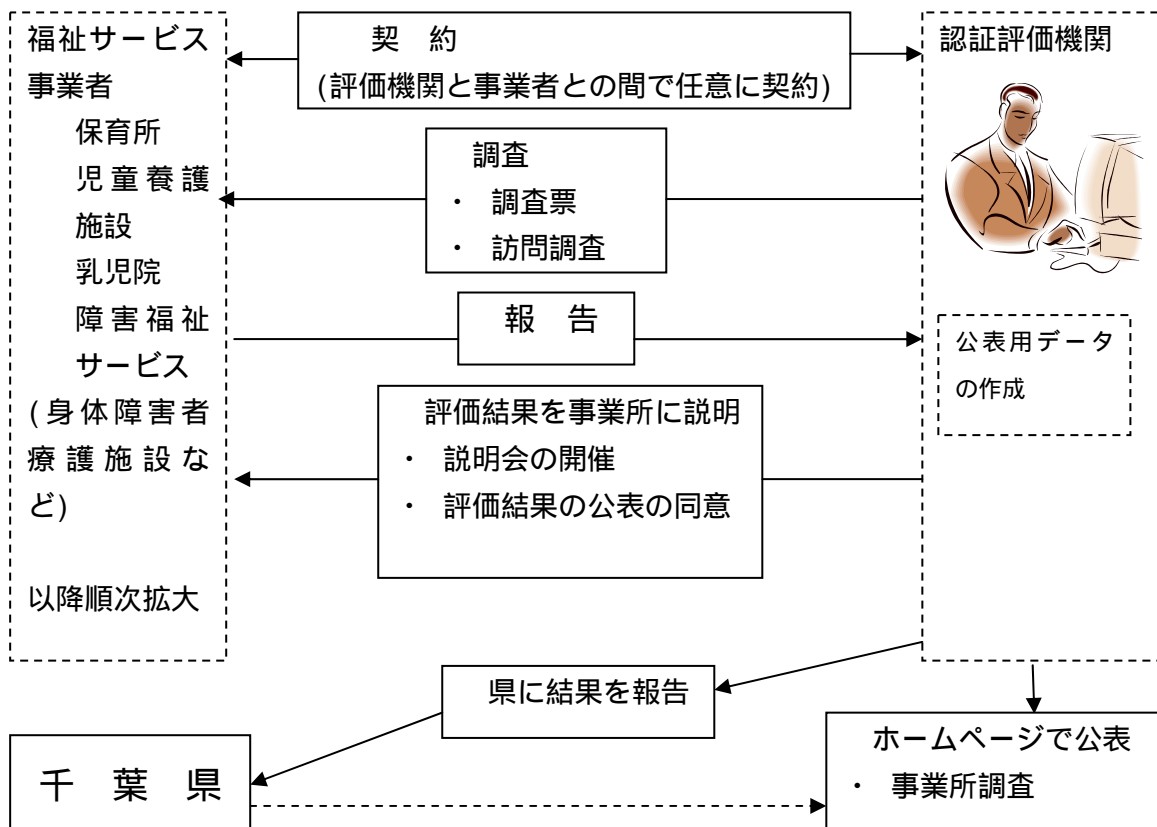 福祉サービス
事業者
保育所
児童養護
施設
乳児院
障害福祉
サービス
(身体障害者
療護施設な
ど)
以降順次拡大
契 約
(評価機関と事業者との間で任意に契約)
調査
・ 調査票
・ 訪問調査
報 告
評価結果を事業所に説明
・ 説明会の開催
・ 評価結果の公表の同意
認証評価機関
公表用データ
の作成
県に結果を報告
千 葉 県
ホームページで公表
・ 事業所調査